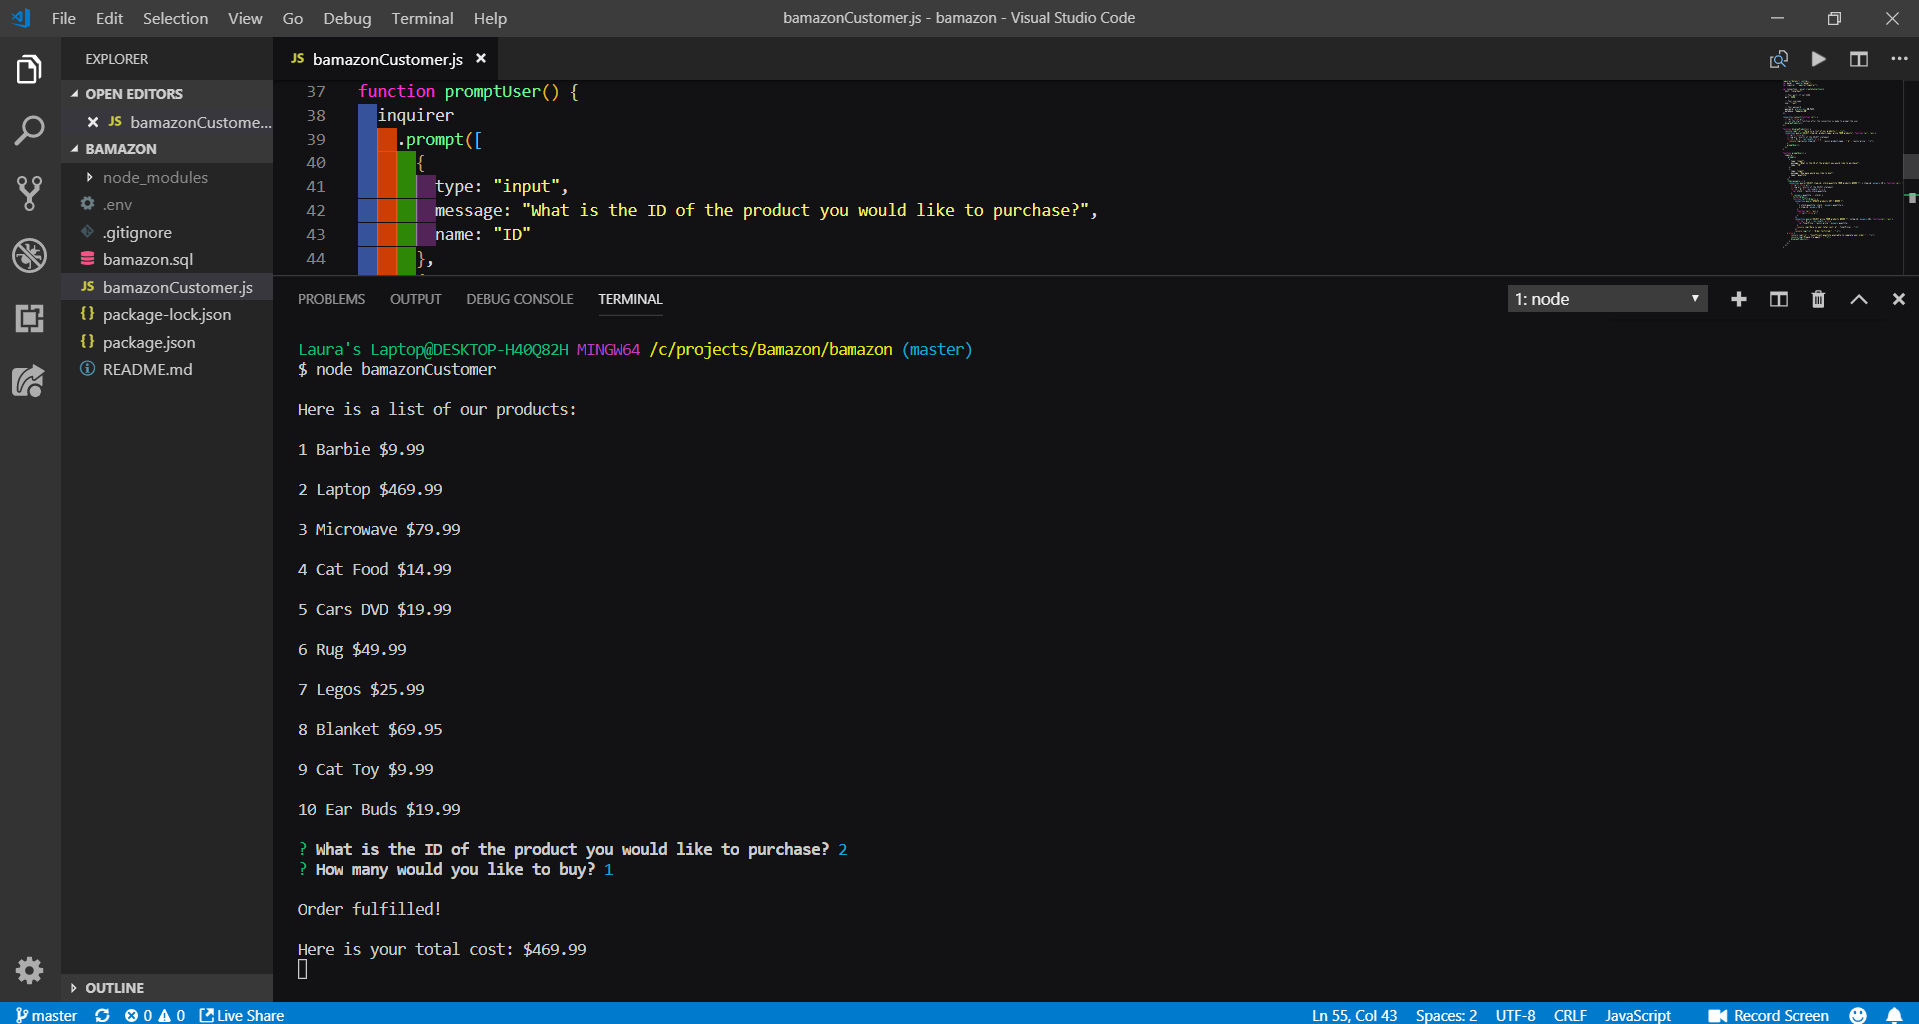 File Edit Selection View Go Debug Terminal Help
bamazonCustomer.js - bamazon - Visual Studio Code
EXPLORER
OPEN EDITORS
JS bamazonCustome...
BAMAZON
node_modules
.env
.gitignore
bamazon.sql
JS bamazonCustomer.js
{} package-lock.json
{} package.json
README.md
OUTLINE
JS bamazonCustomer.js
37 function promptUser() {
38 inquirer
39 .prompt([
40 {
41 type: "input",
42 message: "What is the ID of the product you would like to purchase?",
43 name: "ID"
44 },
PROBLEMS OUTPUT DEBUG CONSOLE TERMINAL
1: node
Laura's Laptop@DESKTOP-H40Q82H MINGW64 /c/projects/Bamazon/bamazon (master)
$ node bamazonCustomer
Here is a list of our products:
1 Barbie $9.99
2 Laptop $469.99
3 Microwave $79.99
4 Cat Food $14.99
5 Cars DVD $19.99
6 Rug $49.99
7 Legos $25.99
8 Blanket $69.95
9 Cat Toy $9.99
10 Ear Buds $19.99
? What is the ID of the product you would like to purchase? 2
? How many would you like to buy? 1
Order fulfilled!
Here is your total cost: $469.99
master 0 0 Live Share
Ln 55, Col 43 Spaces: 2 UTF-8 CRLF JavaScript Record Screen